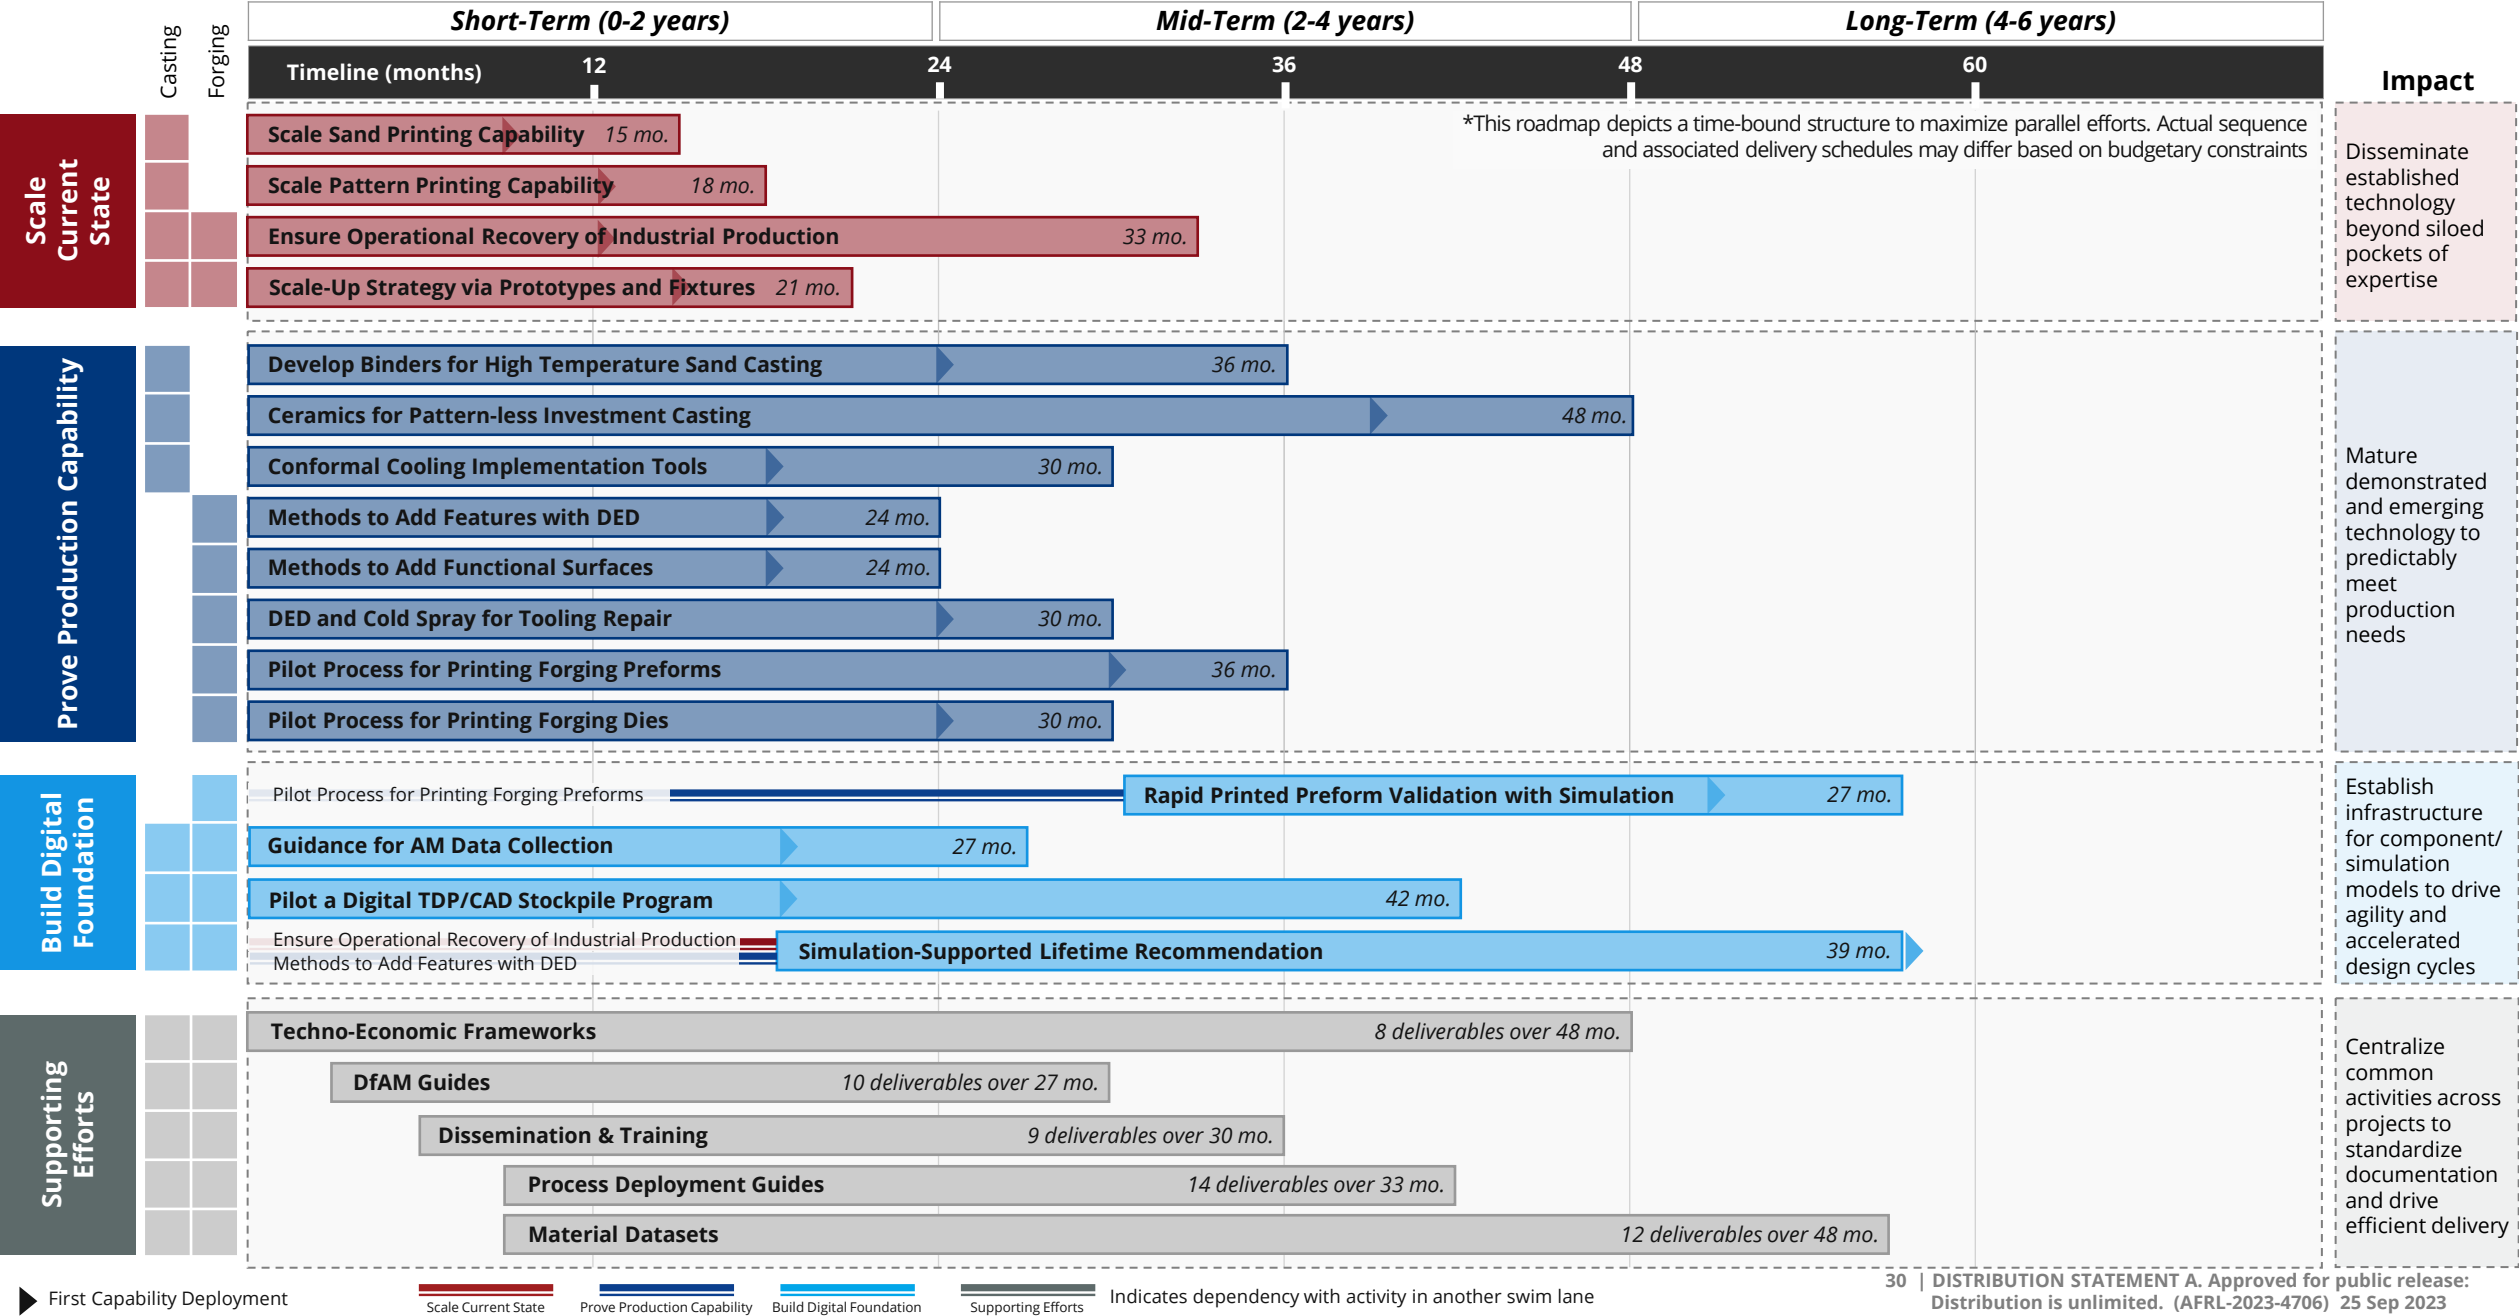 Short-Term (0-2 years)
Mid-Term (2-4 years)
Long-Term (4-6 years)
Casting
Forging
Timeline (months)
12
24
36
48
60
Impact
Scale
Current
State
Scale Sand Printing Capability 15 mo.
Scale Pattern Printing Capability 18 mo.
Ensure Operational Recovery of Industrial Production 33 mo.
Scale-Up Strategy via Prototypes and Fixtures 21 mo.
*This roadmap depicts a time-bound structure to maximize parallel efforts. Actual sequence
and associated delivery schedules may differ based on budgetary constraints
Disseminate
established
technology
beyond siloed
pockets of
expertise
Prove Production Capability
Develop Binders for High Temperature Sand Casting 36 mo.
Ceramics for Pattern-less Investment Casting 48 mo.
Conformal Cooling Implementation Tools 30 mo.
Methods to Add Features with DED 24 mo.
Methods to Add Functional Surfaces 24 mo.
DED and Cold Spray for Tooling Repair 30 mo.
Pilot Process for Printing Forging Preforms 36 mo.
Pilot Process for Printing Forging Dies 30 mo.
Mature
demonstrated
and emerging
technology to
predictably
meet
production
needs
Build Digital
Foundation
Pilot Process for Printing Forging Preforms
Rapid Printed Preform Validation with Simulation 27 mo.
Guidance for AM Data Collection 27 mo.
Pilot a Digital TDP/CAD Stockpile Program 42 mo.
Ensure Operational Recovery of Industrial Production
Methods to Add Features with DED
Simulation-Supported Lifetime Recommendation 39 mo.
Establish
infrastructure
for component/
simulation
models to drive
agility and
accelerated
design cycles
Supporting
Efforts
Techno-Economic Frameworks 8 deliverables over 48 mo.
DfAM Guides 10 deliverables over 27 mo.
Dissemination & Training 9 deliverables over 30 mo.
Process Deployment Guides 14 deliverables over 33 mo.
Material Datasets 12 deliverables over 48 mo.
Centralize
common
activities across
projects to
standardize
documentation
and drive
efficient delivery
First Capability Deployment
Scale Current State
Prove Production Capability
Build Digital Foundation
Supporting Efforts
Indicates dependency with activity in another swim lane
30 | DISTRIBUTION STATEMENT A. Approved for public release:
Distribution is unlimited. (AFRL-2023-4706) 25 Sep 2023